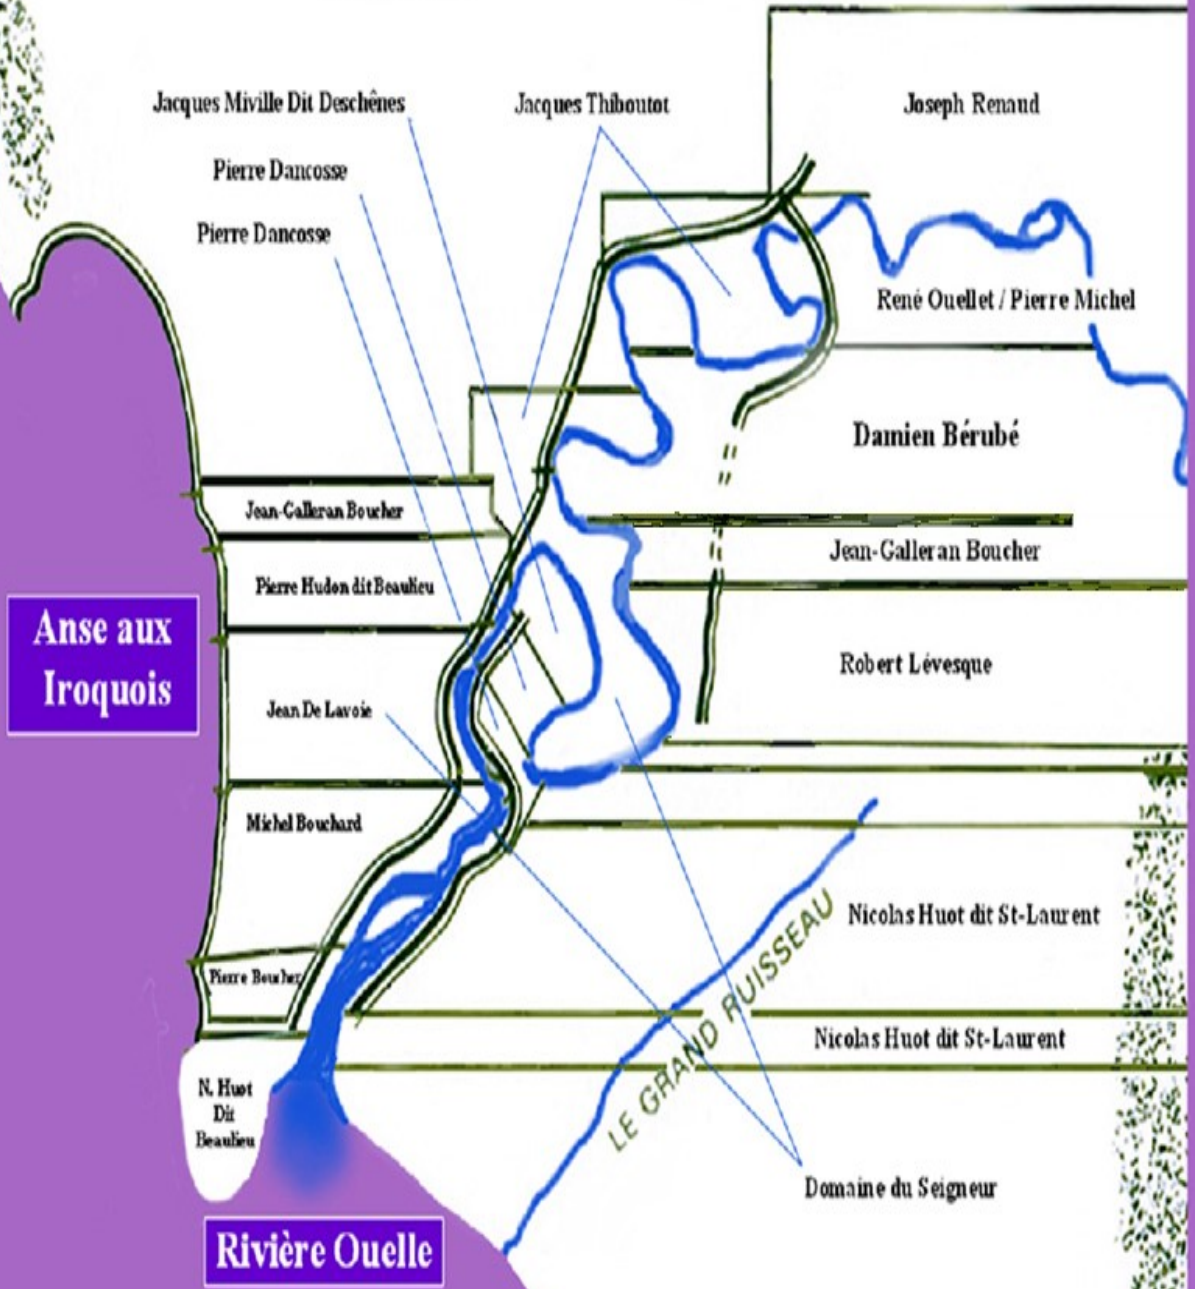 Jacques Miville Dit Deschênes
Jacques Thiboutot
Joseph Renaud
Pierre Dancosse
Pierre Dancosse
René Ouellet / Pierre Michel
Damien Bérubé
Jean-Galleran Boucher
Jean-Galleran Boucher
Pierre Hudon dit Beaulieu
Anse aux
Iroquois
Robert Lévesque
Jean De Lavoie
Michel Bouchard
Nicolas Huot dit St-Laurent
Pierre Boucher
LE GRAND RUISSEAU
Nicolas Huot dit St-Laurent
N. Huot
Dit
Beaulieu
Domaine du Seigneur
Rivière Ouelle